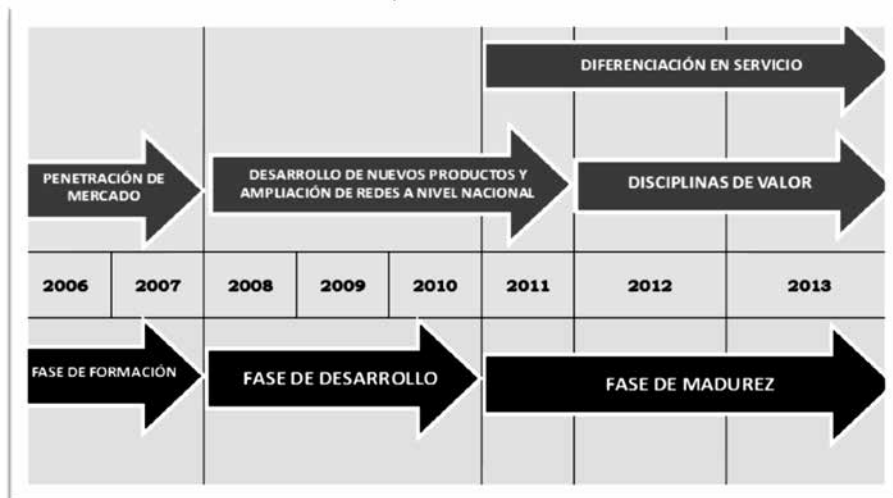 DIFERENCIACIÓN EN SERVICIO
PENETRACIÓN DE
MERCADO
DESARROLLO DE NUEVOS PRODUCTOS Y
AMPLIACIÓN DE REDES A NIVEL NACIONAL
DISCIPLINAS DE VALOR
2006 2007 2008 2009 2010 2011 2012 2013
FASE DE FORMACIÓN
FASE DE DESARROLLO
FASE DE MADUREZ